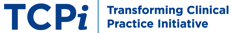 TCPi
Transforming Clinical
Practice Initiative